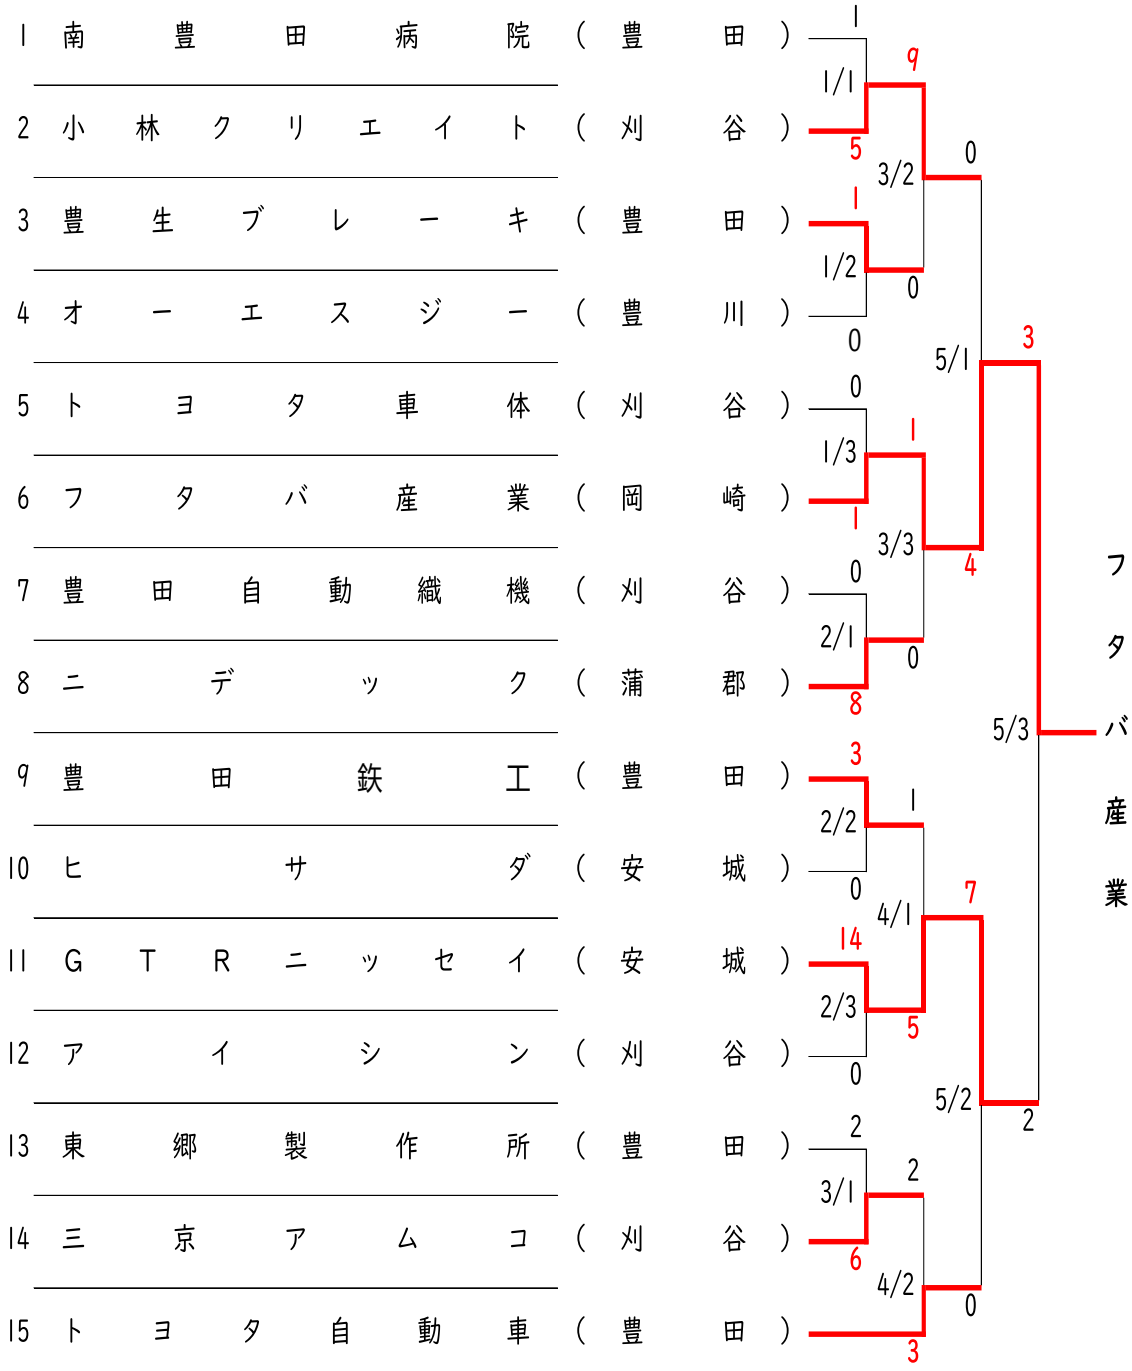 1 南豊田病院 (豊田) 1
9
1/1
2 小林クリエイト (刈谷) 5
0
3/2
3 豊生ブレーキ (豊田) 1
1/2
0
4 オーエスジー (豊川) 0
3
5/1
5 トヨタ車体 (刈谷) 0
1
1/3
6 フタバ産業 (岡崎) 1
3/3
4
7 豊田自動織機 (刈谷) 0
2/1
0
8 ニデック (蒲郡) 8
5/3
フタバ産業
9 豊田鉃工 (豊田) 3
1
2/2
10 ヒサダ (安城) 0
7
4/1
11 GTRニッセイ (安城) 14
2/3
5
12 アイシン (刈谷) 0
5/2
2
13 東郷製作所 (豊田) 2
2
3/1
14 三京アムコ (刈谷) 6
4/2
0
15 トヨタ自動車 (豊田) 3